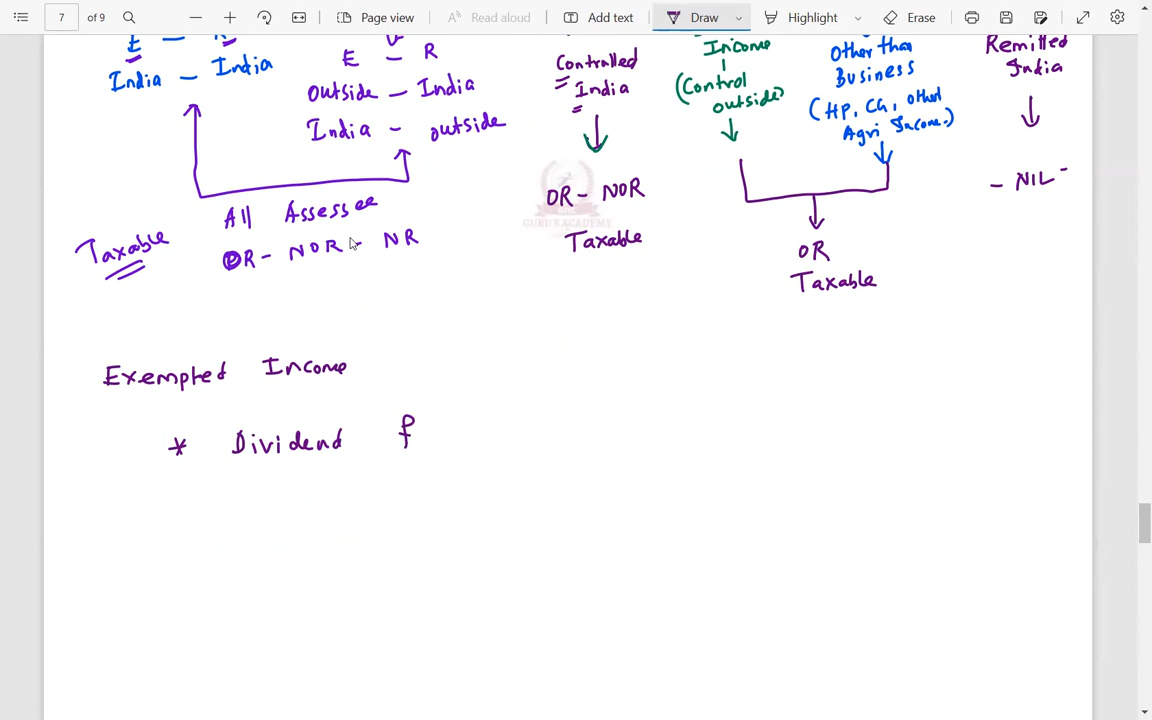 7 of 9
Page view
Read aloud
Add text
Draw
Highlight
Erase
E — R
India — India
E — R
Outside — India
India — outside
All Assessee
Taxable
OR - NOR - NR
Controlled
India
OR - NOR
Taxable
Income
(Control
outside)
Other than
Business
(HP, CG, other
Agri Income.)
OR
Taxable
Remitted
India
- NIL -
GURU'S ACADEMY
Exempted Income
* Dividend f